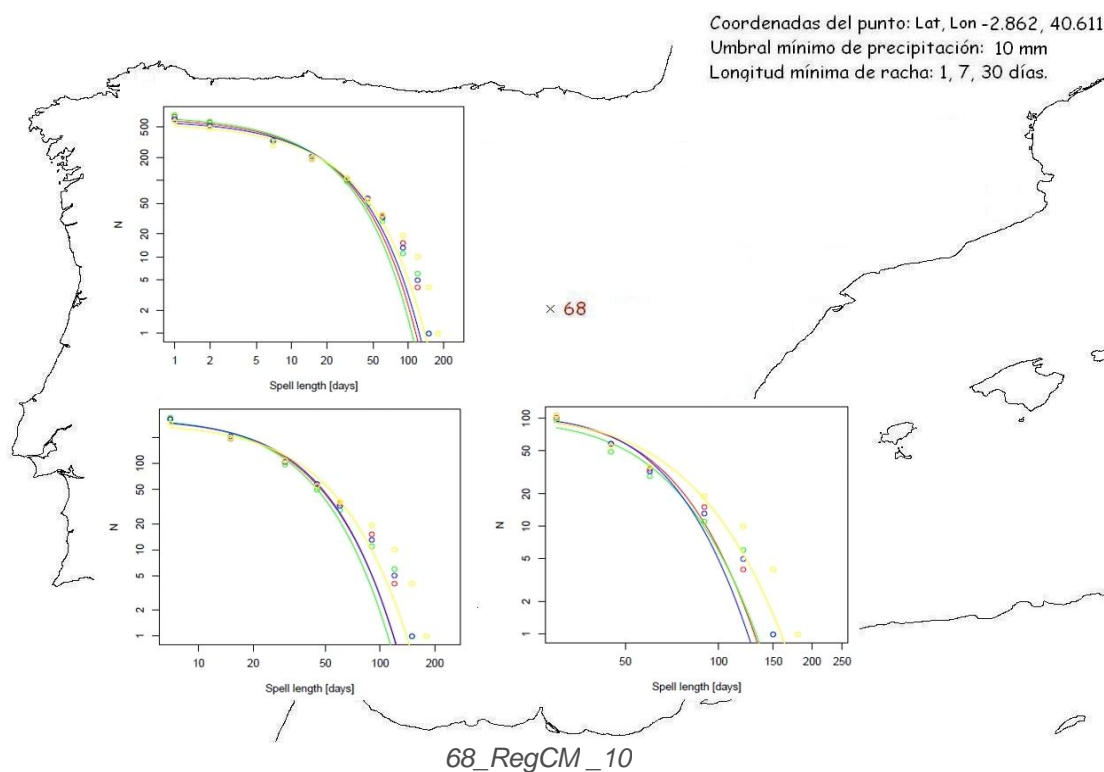 Coordenadas del punto: Lat, Lon -2.862, 40.611
Umbral mínimo de precipitación: 10 mm
Longitud mínima de racha: 1, 7, 30 días.
500
200
50
20
10
5
2
1
N
1 2 5 10 20 50 100 200
Spell length [days]
68
100
50
20
10
5
2
1
N
10 20 50 100 200
Spell length [days]
100
50
20
10
5
2
1
N
50 100 150 200 250
Spell length [days]
68_RegCM _10